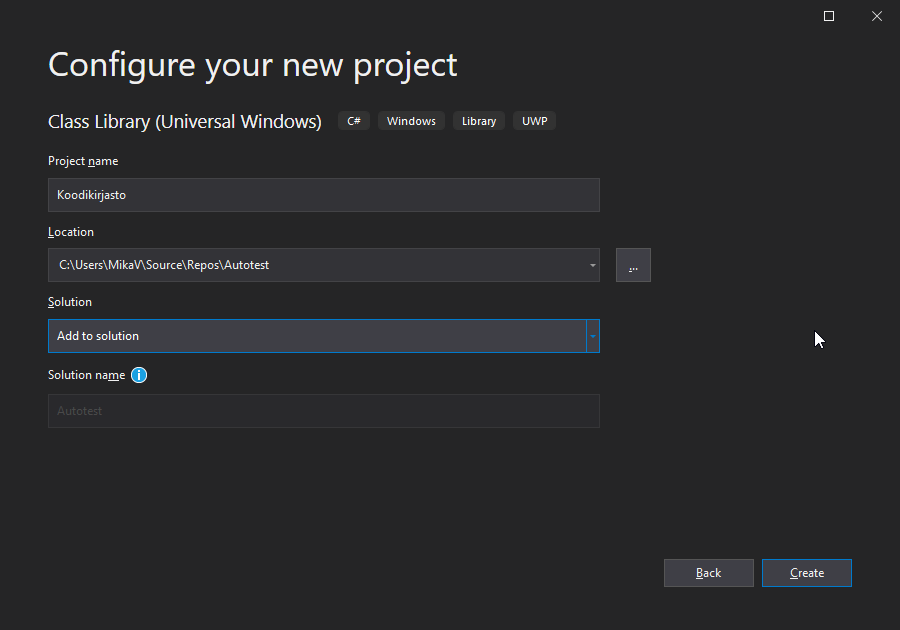 Configure your new project
Class Library (Universal Windows) C# Windows Library UWP
Project name
Koodikirjasto
Location
C:\Users\MikaV\Source\Repos\Autotest
...
Solution
Add to solution
Solution name
Autotest
Back Create